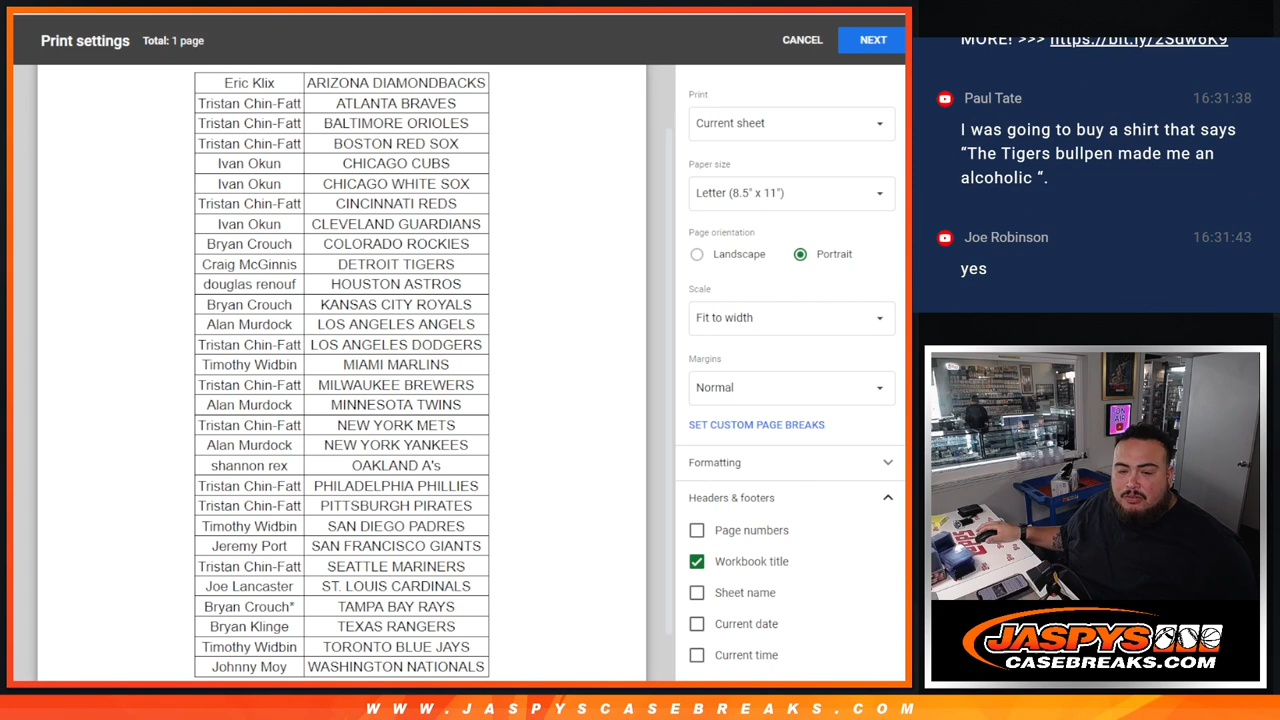 Print settings Total: 1 page CANCEL NEXT
Eric Klix ARIZONA DIAMONDBACKS
Tristan Chin-Fatt ATLANTA BRAVES
Tristan Chin-Fatt BALTIMORE ORIOLES
Tristan Chin-Fatt BOSTON RED SOX
Ivan Okun CHICAGO CUBS
Ivan Okun CHICAGO WHITE SOX
Tristan Chin-Fatt CINCINNATI REDS
Ivan Okun CLEVELAND GUARDIANS
Bryan Crouch COLORADO ROCKIES
Craig McGinnis DETROIT TIGERS
douglas renouf HOUSTON ASTROS
Bryan Crouch KANSAS CITY ROYALS
Alan Murdock LOS ANGELES ANGELS
Tristan Chin-Fatt LOS ANGELES DODGERS
Timothy Widbin MIAMI MARLINS
Tristan Chin-Fatt MILWAUKEE BREWERS
Alan Murdock MINNESOTA TWINS
Tristan Chin-Fatt NEW YORK METS
Alan Murdock NEW YORK YANKEES
shannon rex OAKLAND A's
Tristan Chin-Fatt PHILADELPHIA PHILLIES
Tristan Chin-Fatt PITTSBURGH PIRATES
Timothy Widbin SAN DIEGO PADRES
Jeremy Port SAN FRANCISCO GIANTS
Tristan Chin-Fatt SEATTLE MARINERS
Joe Lancaster ST. LOUIS CARDINALS
Bryan Crouch* TAMPA BAY RAYS
Bryan Klinge TEXAS RANGERS
Timothy Widbin TORONTO BLUE JAYS
Johnny Moy WASHINGTON NATIONALS
Print
Current sheet
Paper size
Letter (8.5" x 11")
Page orientation
Landscape Portrait
Scale
Fit to width
Margins
Normal
SET CUSTOM PAGE BREAKS
Formatting
Headers & footers
Page numbers
Workbook title
Sheet name
Current date
Current time
MORE! >>> https://bit.ly/2Sdw6K9
Paul Tate 16:31:38
I was going to buy a shirt that says
“The Tigers bullpen made me an
alcoholic “.
Joe Robinson 16:31:43
yes
ON
AIR
JASPYS
CASEBREAKS.COM
WWW.JASPYSCASEBREAKS.COM